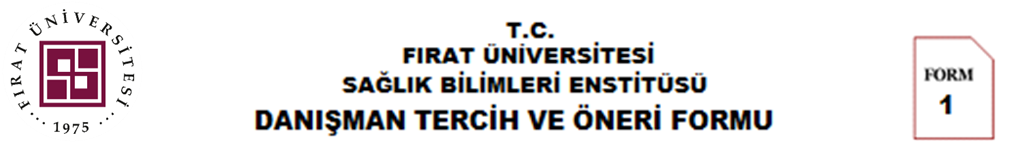 FIRAT ÜNİVERSİTESİ
1975
T.C.
FIRAT ÜNİVERSİTESİ
SAĞLIK BİLİMLERİ ENSTİTÜSÜ
DANIŞMAN TERCİH VE ÖNERİ FORMU
FORM
1